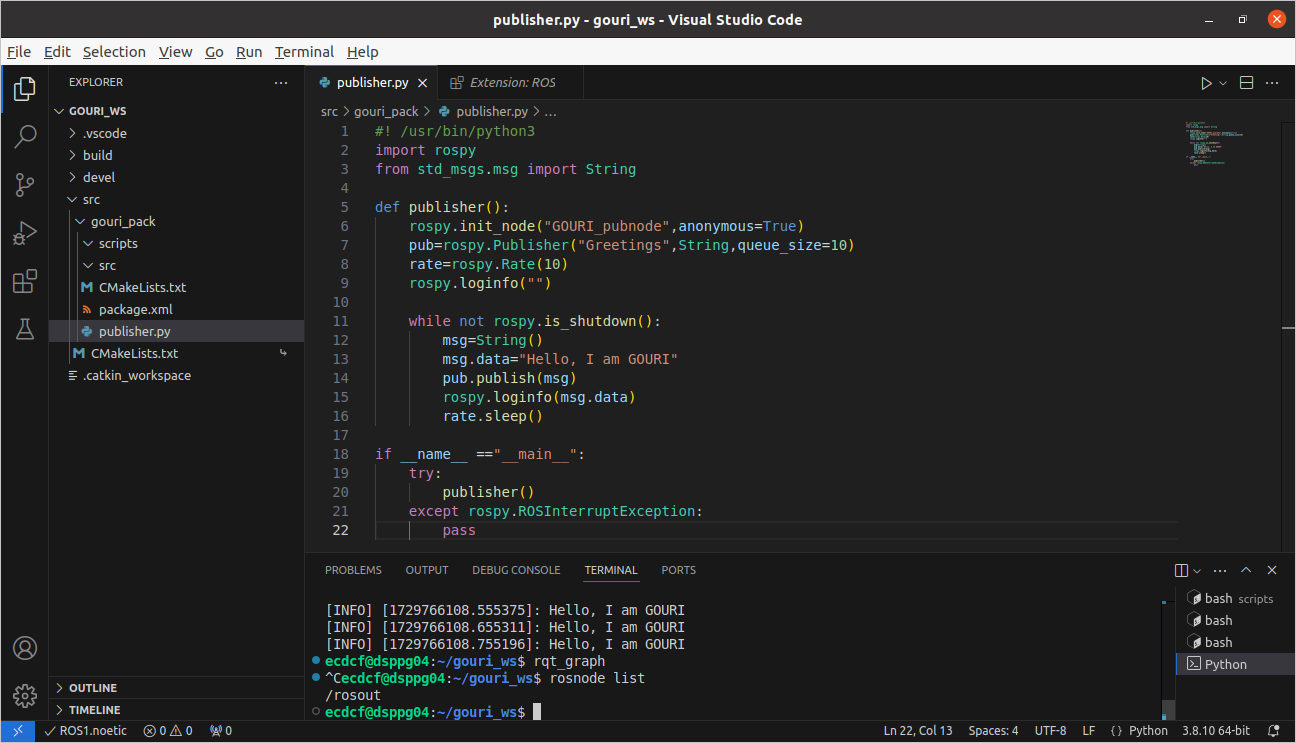 publisher.py - gouri_ws - Visual Studio Code
File Edit Selection View Go Run Terminal Help
EXPLORER
GOURI_WS
.vscode
build
devel
src
gouri_pack
scripts
src
CMakeLists.txt
package.xml
publisher.py
CMakeLists.txt
.catkin_workspace
OUTLINE
TIMELINE
publisher.py Extension: ROS
src > gouri_pack > publisher.py > ...
1 #! /usr/bin/python3
2 import rospy
3 from std_msgs.msg import String
4
5 def publisher():
6 rospy.init_node("GOURI_pubnode",anonymous=True)
7 pub=rospy.Publisher("Greetings",String,queue_size=10)
8 rate=rospy.Rate(10)
9 rospy.loginfo("")
10
11 while not rospy.is_shutdown():
12 msg=String()
13 msg.data="Hello, I am GOURI"
14 pub.publish(msg)
15 rospy.loginfo(msg.data)
16 rate.sleep()
17
18 if __name__ =="__main__":
19 try:
20 publisher()
21 except rospy.ROSInterruptException:
22 pass
PROBLEMS OUTPUT DEBUG CONSOLE TERMINAL PORTS
[INFO] [1729766108.555375]: Hello, I am GOURI
[INFO] [1729766108.655311]: Hello, I am GOURI
[INFO] [1729766108.755196]: Hello, I am GOURI
ecdcf@dsppg04:~/gouri_ws$ rqt_graph
^Cecdcf@dsppg04:~/gouri_ws$ rosnode list
/rosout
ecdcf@dsppg04:~/gouri_ws$
bash scripts
bash
bash
Python
ROS1.noetic 0 0 0 Ln 22, Col 13 Spaces: 4 UTF-8 LF {} Python 3.8.10 64-bit